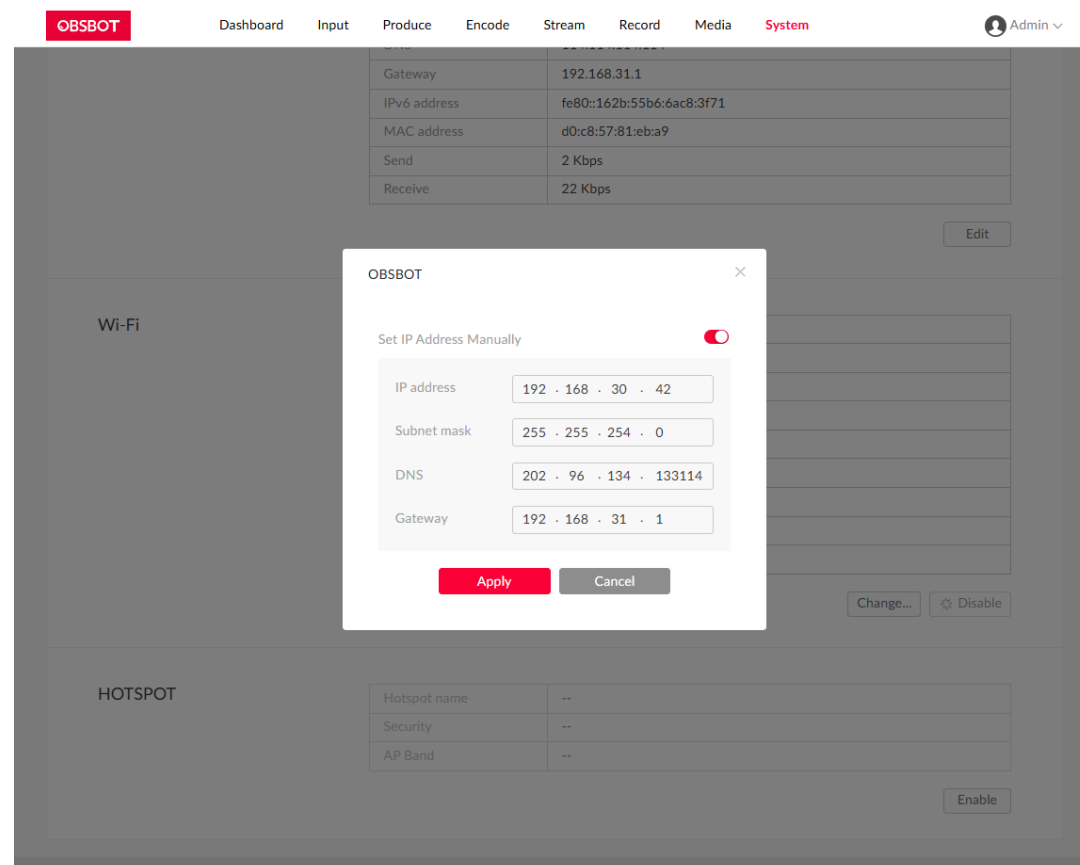 OBSBOT Dashboard Input Produce Encode Stream Record Media System Admin
Gateway 192.168.31.1
IPv6 address fe80::162b:55b6:6ac8:3f71
MAC address d0:c8:57:81:eb:a9
Send 2 Kbps
Receive 22 Kbps
Edit
OBSBOT
Wi-Fi
Set IP Address Manually
IP address 192 . 168 . 30 . 42
Subnet mask 255 . 255 . 254 . 0
DNS 202 . 96 . 134 . 133114
Gateway 192 . 168 . 31 . 1
Apply Cancel
Change... Disable
HOTSPOT
Hotspot name --
Security --
AP Band --
Enable